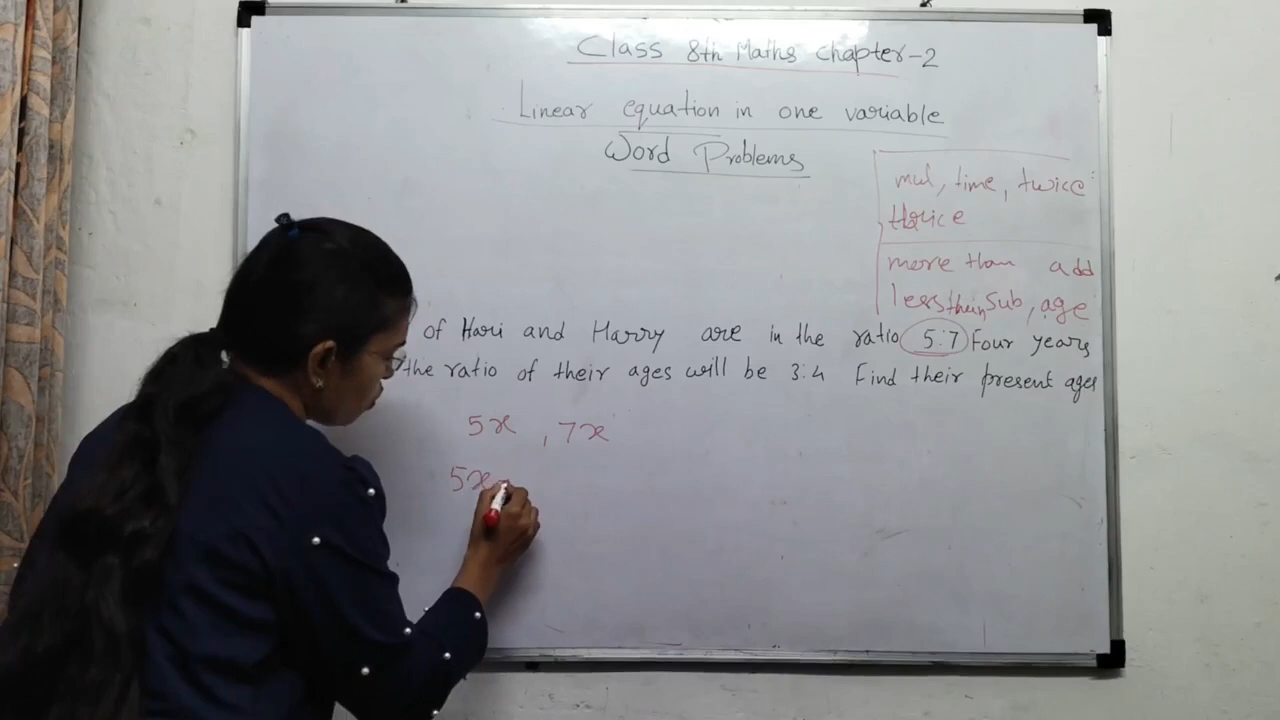 Class 8th Maths Chapter-2
Linear equation in one variable
Word Problems
mul, time, twice
thrice
more than add
less then, sub, age
of Hari and Harry are in the ratio 5:7 Four years
the ratio of their ages will be 3:4 Find their present ages
5x , 7x
5x